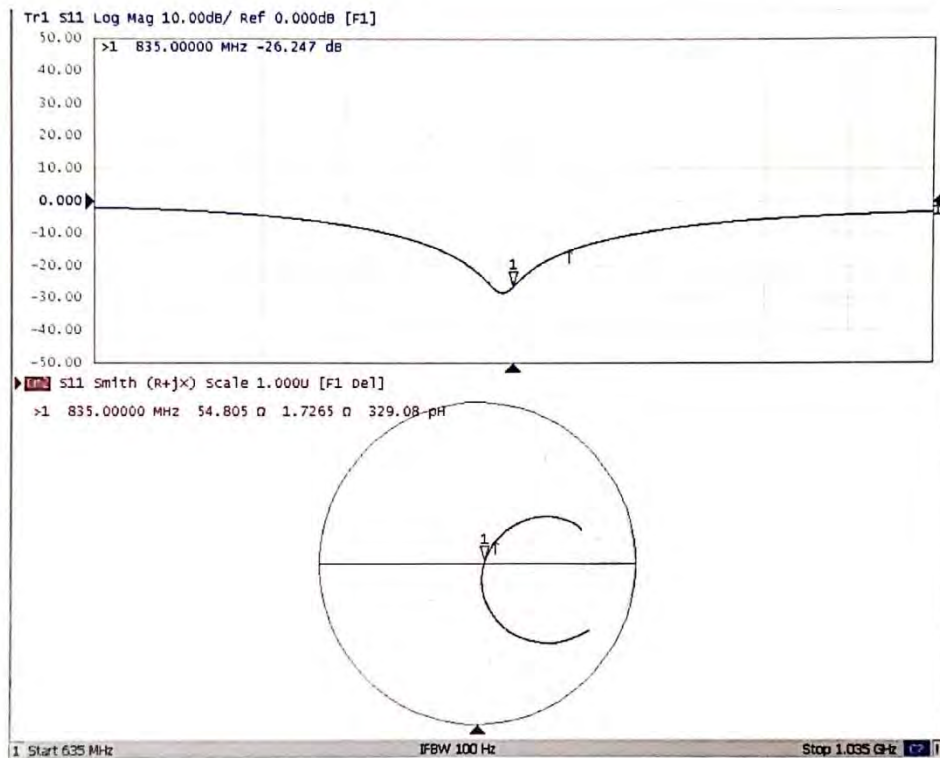 Tr1 S11 Log Mag 10.00dB/ Ref 0.000dB [F1]
50.00
>1 835.00000 MHz -26.247 dB
40.00
30.00
20.00
10.00
0.000
-10.00
1
-20.00
-30.00
-40.00
-50.00
S11 Smith (R+jX) Scale 1.000U [F1 Del]
>1 835.00000 MHz 54.805 Ω 1.7265 Ω 329.08 pH
1
1 Start 635 MHz IFBW 100 Hz Stop 1.035 GHz C?